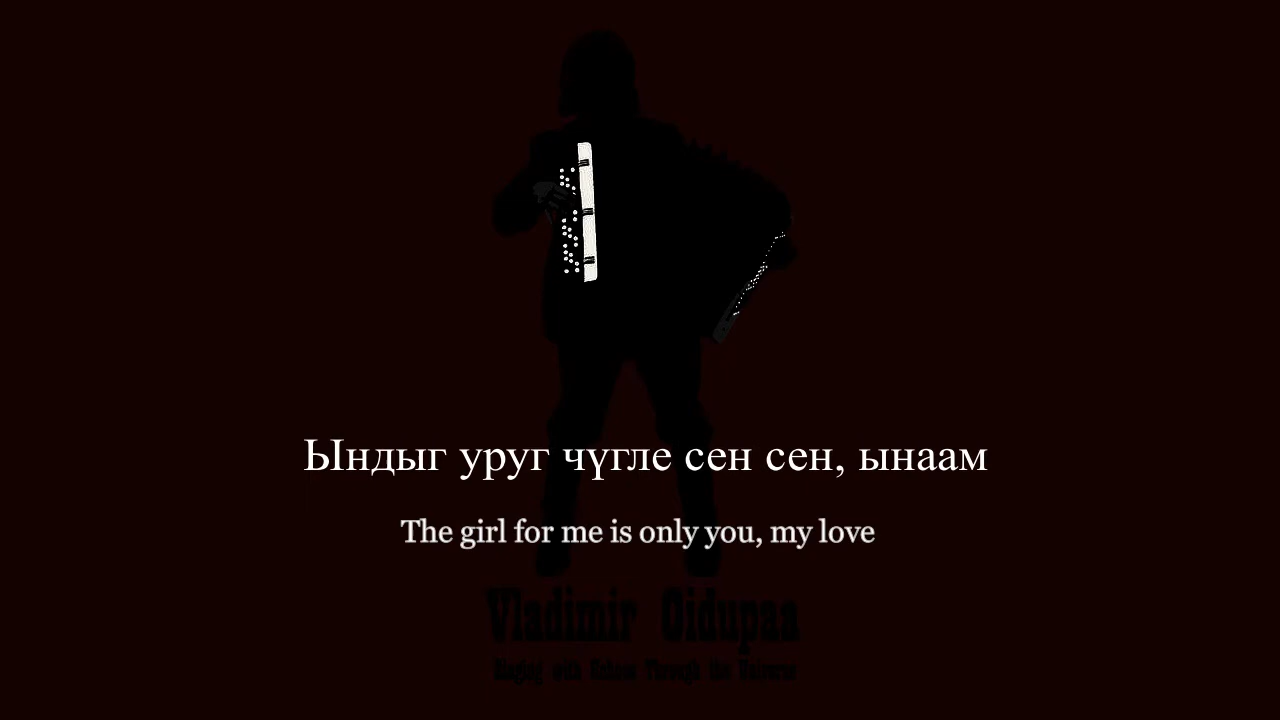 Ындыг уруг чүгле сен сен, ынаам
The girl for me is only you, my love
Vladimir Oidupaa